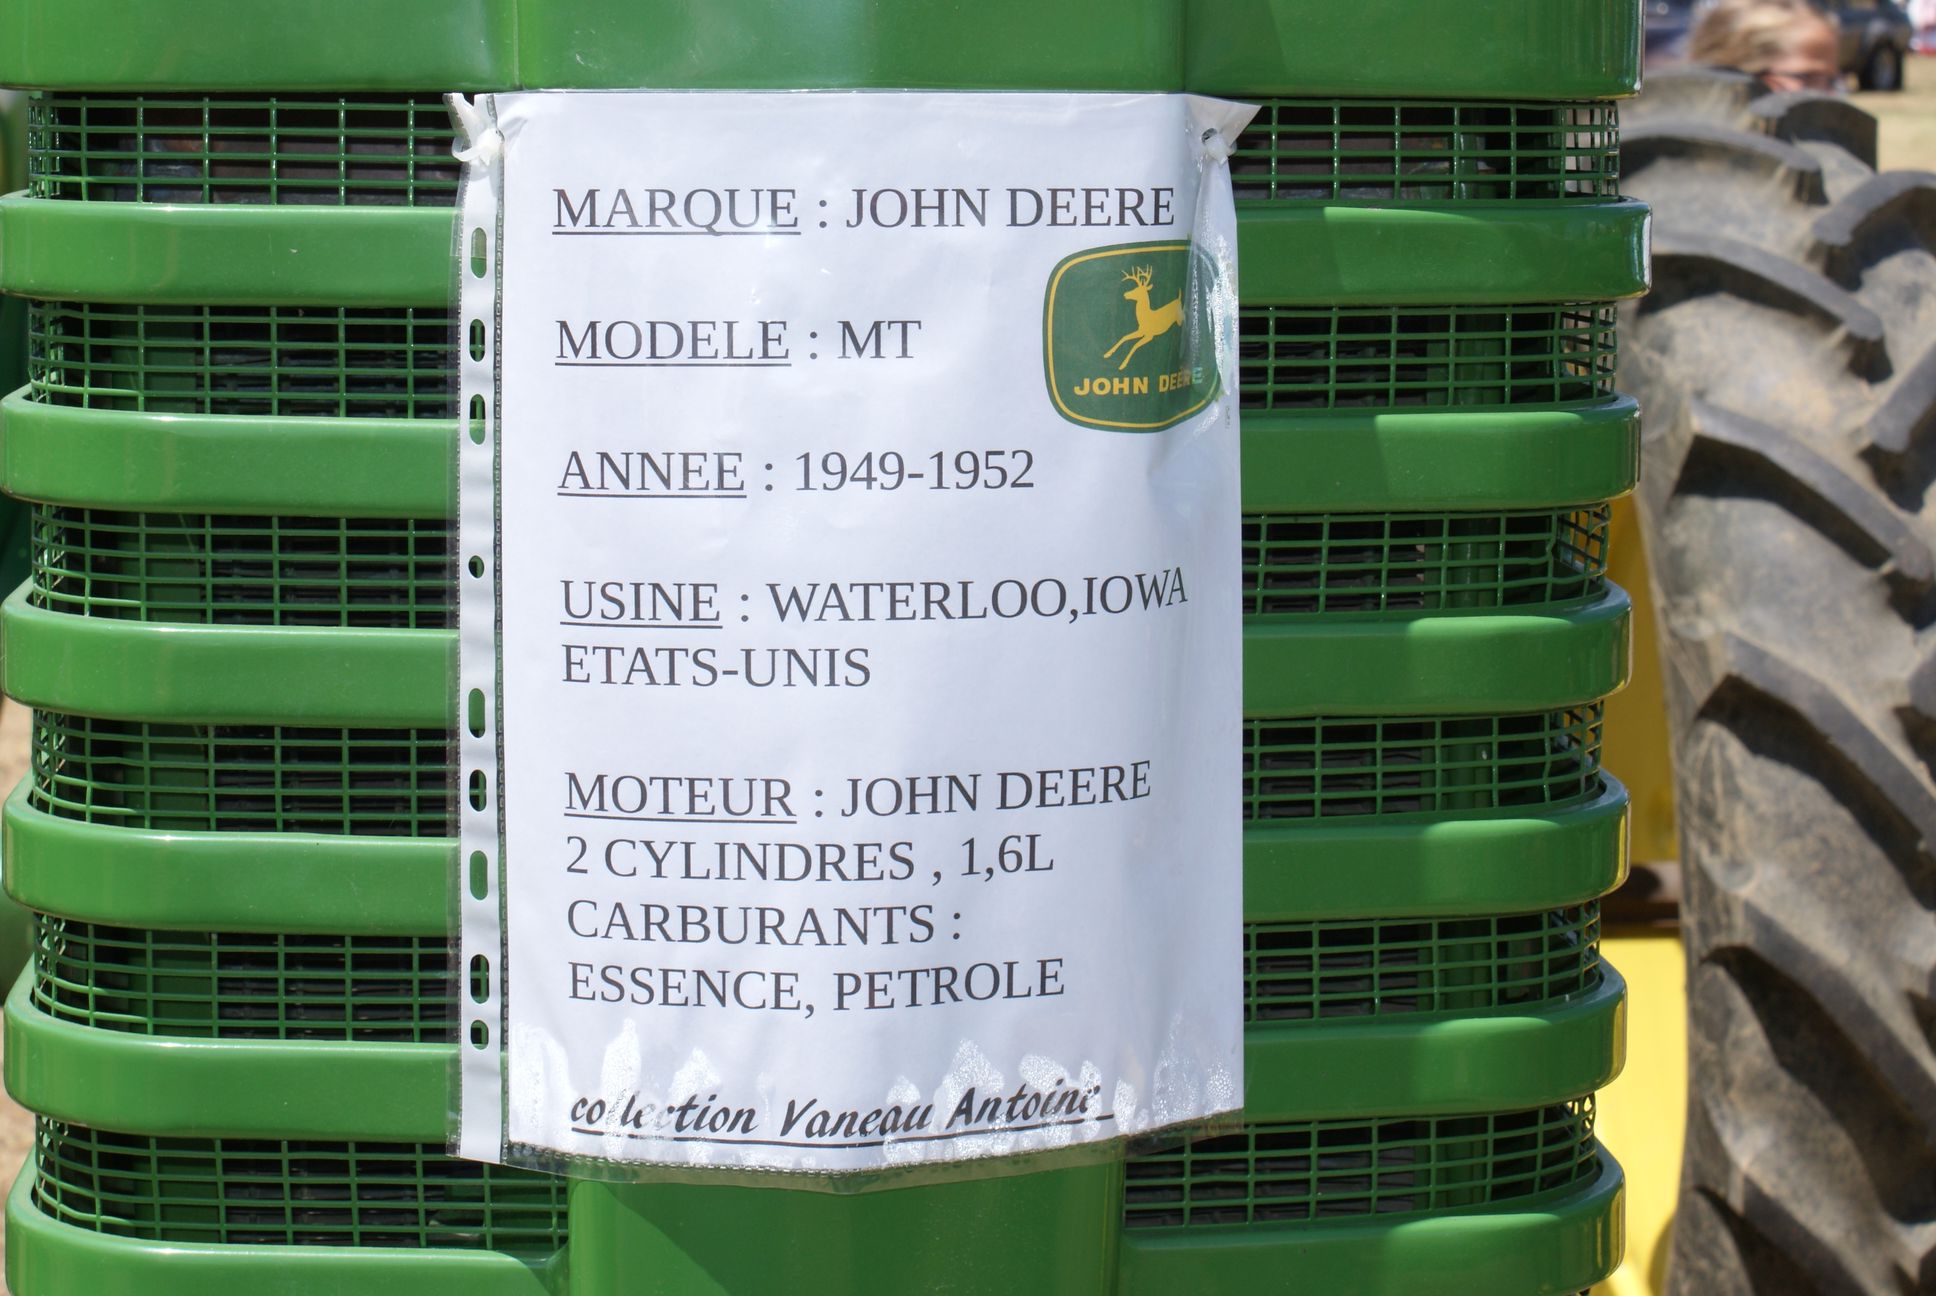 MARQUE : JOHN DEERE
JOHN DEERE
MODELE : MT
ANNEE : 1949-1952
USINE : WATERLOO,IOWA
ETATS-UNIS
MOTEUR : JOHN DEERE
2 CYLINDRES , 1,6L
CARBURANTS :
ESSENCE, PETROLE
collection Vaneau Antoine